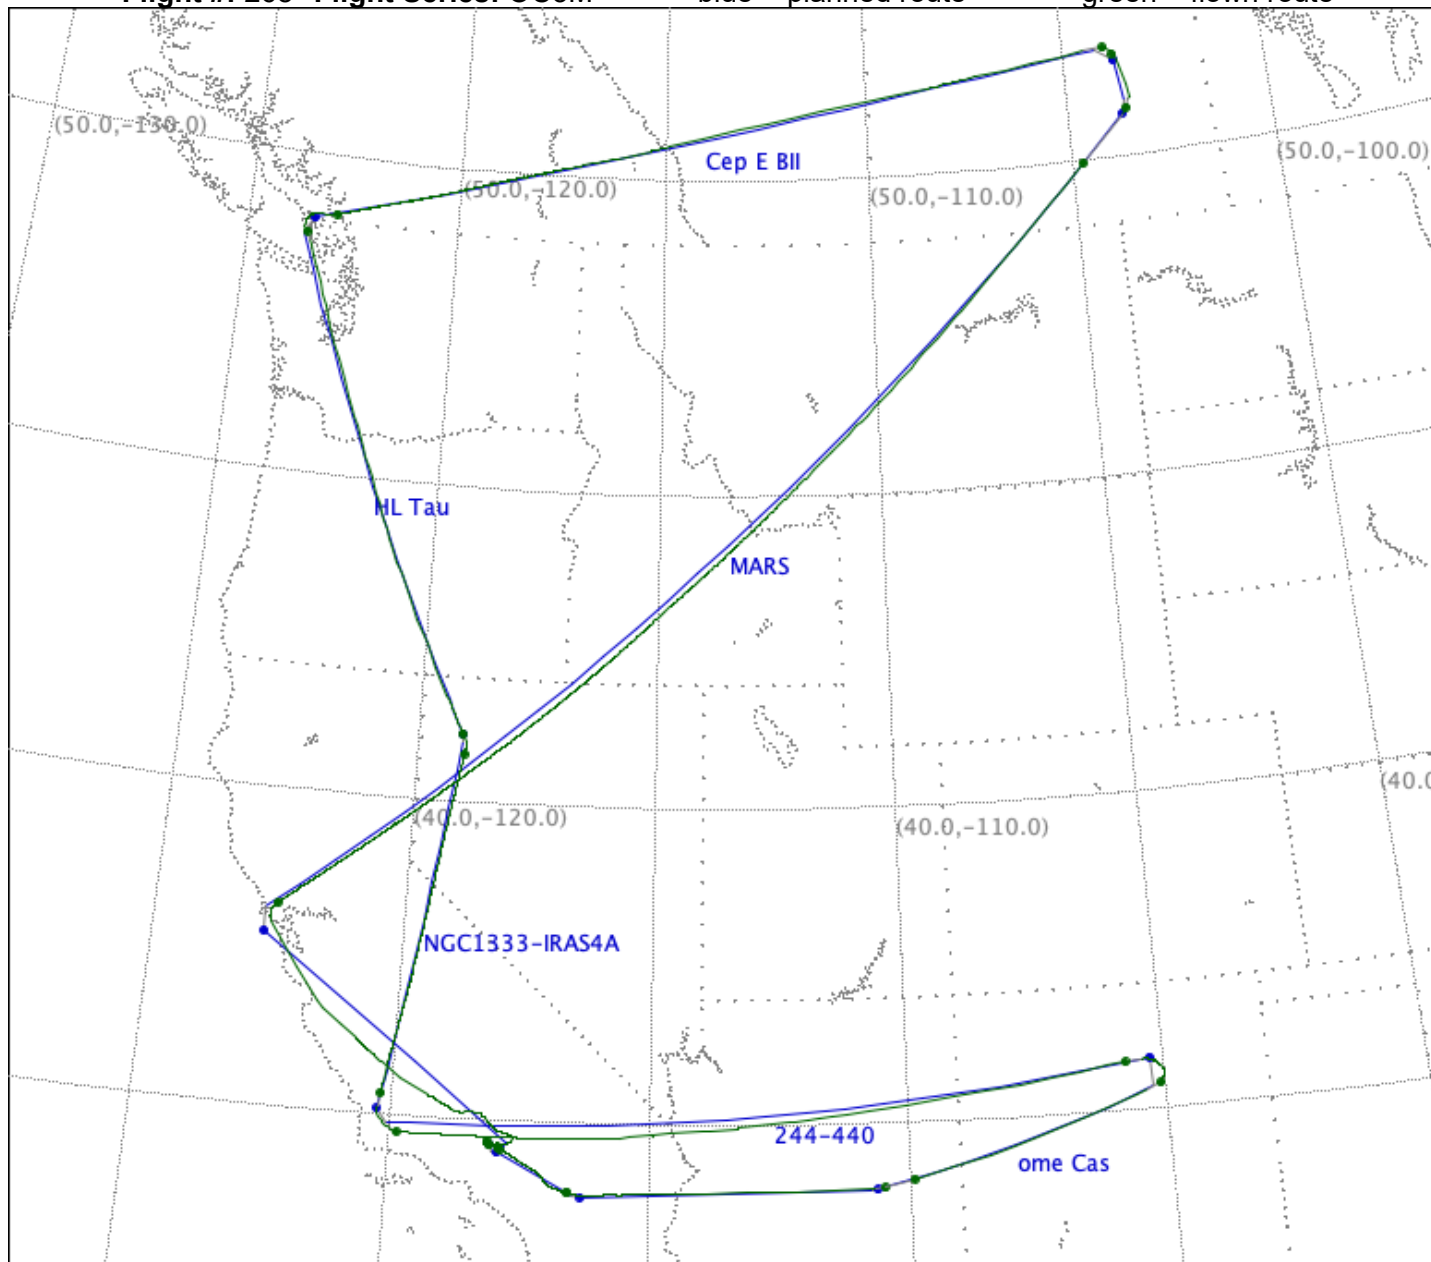 (50.0,-130.0)
(50.0,-100.0)
Cep E BII
(50.0,-120.0)
(50.0,-110.0)
HL Tau
MARS
(40.0,-120.0)
(40.0,-110.0)
NGC1333-IRAS4A
244-440
ome Cas